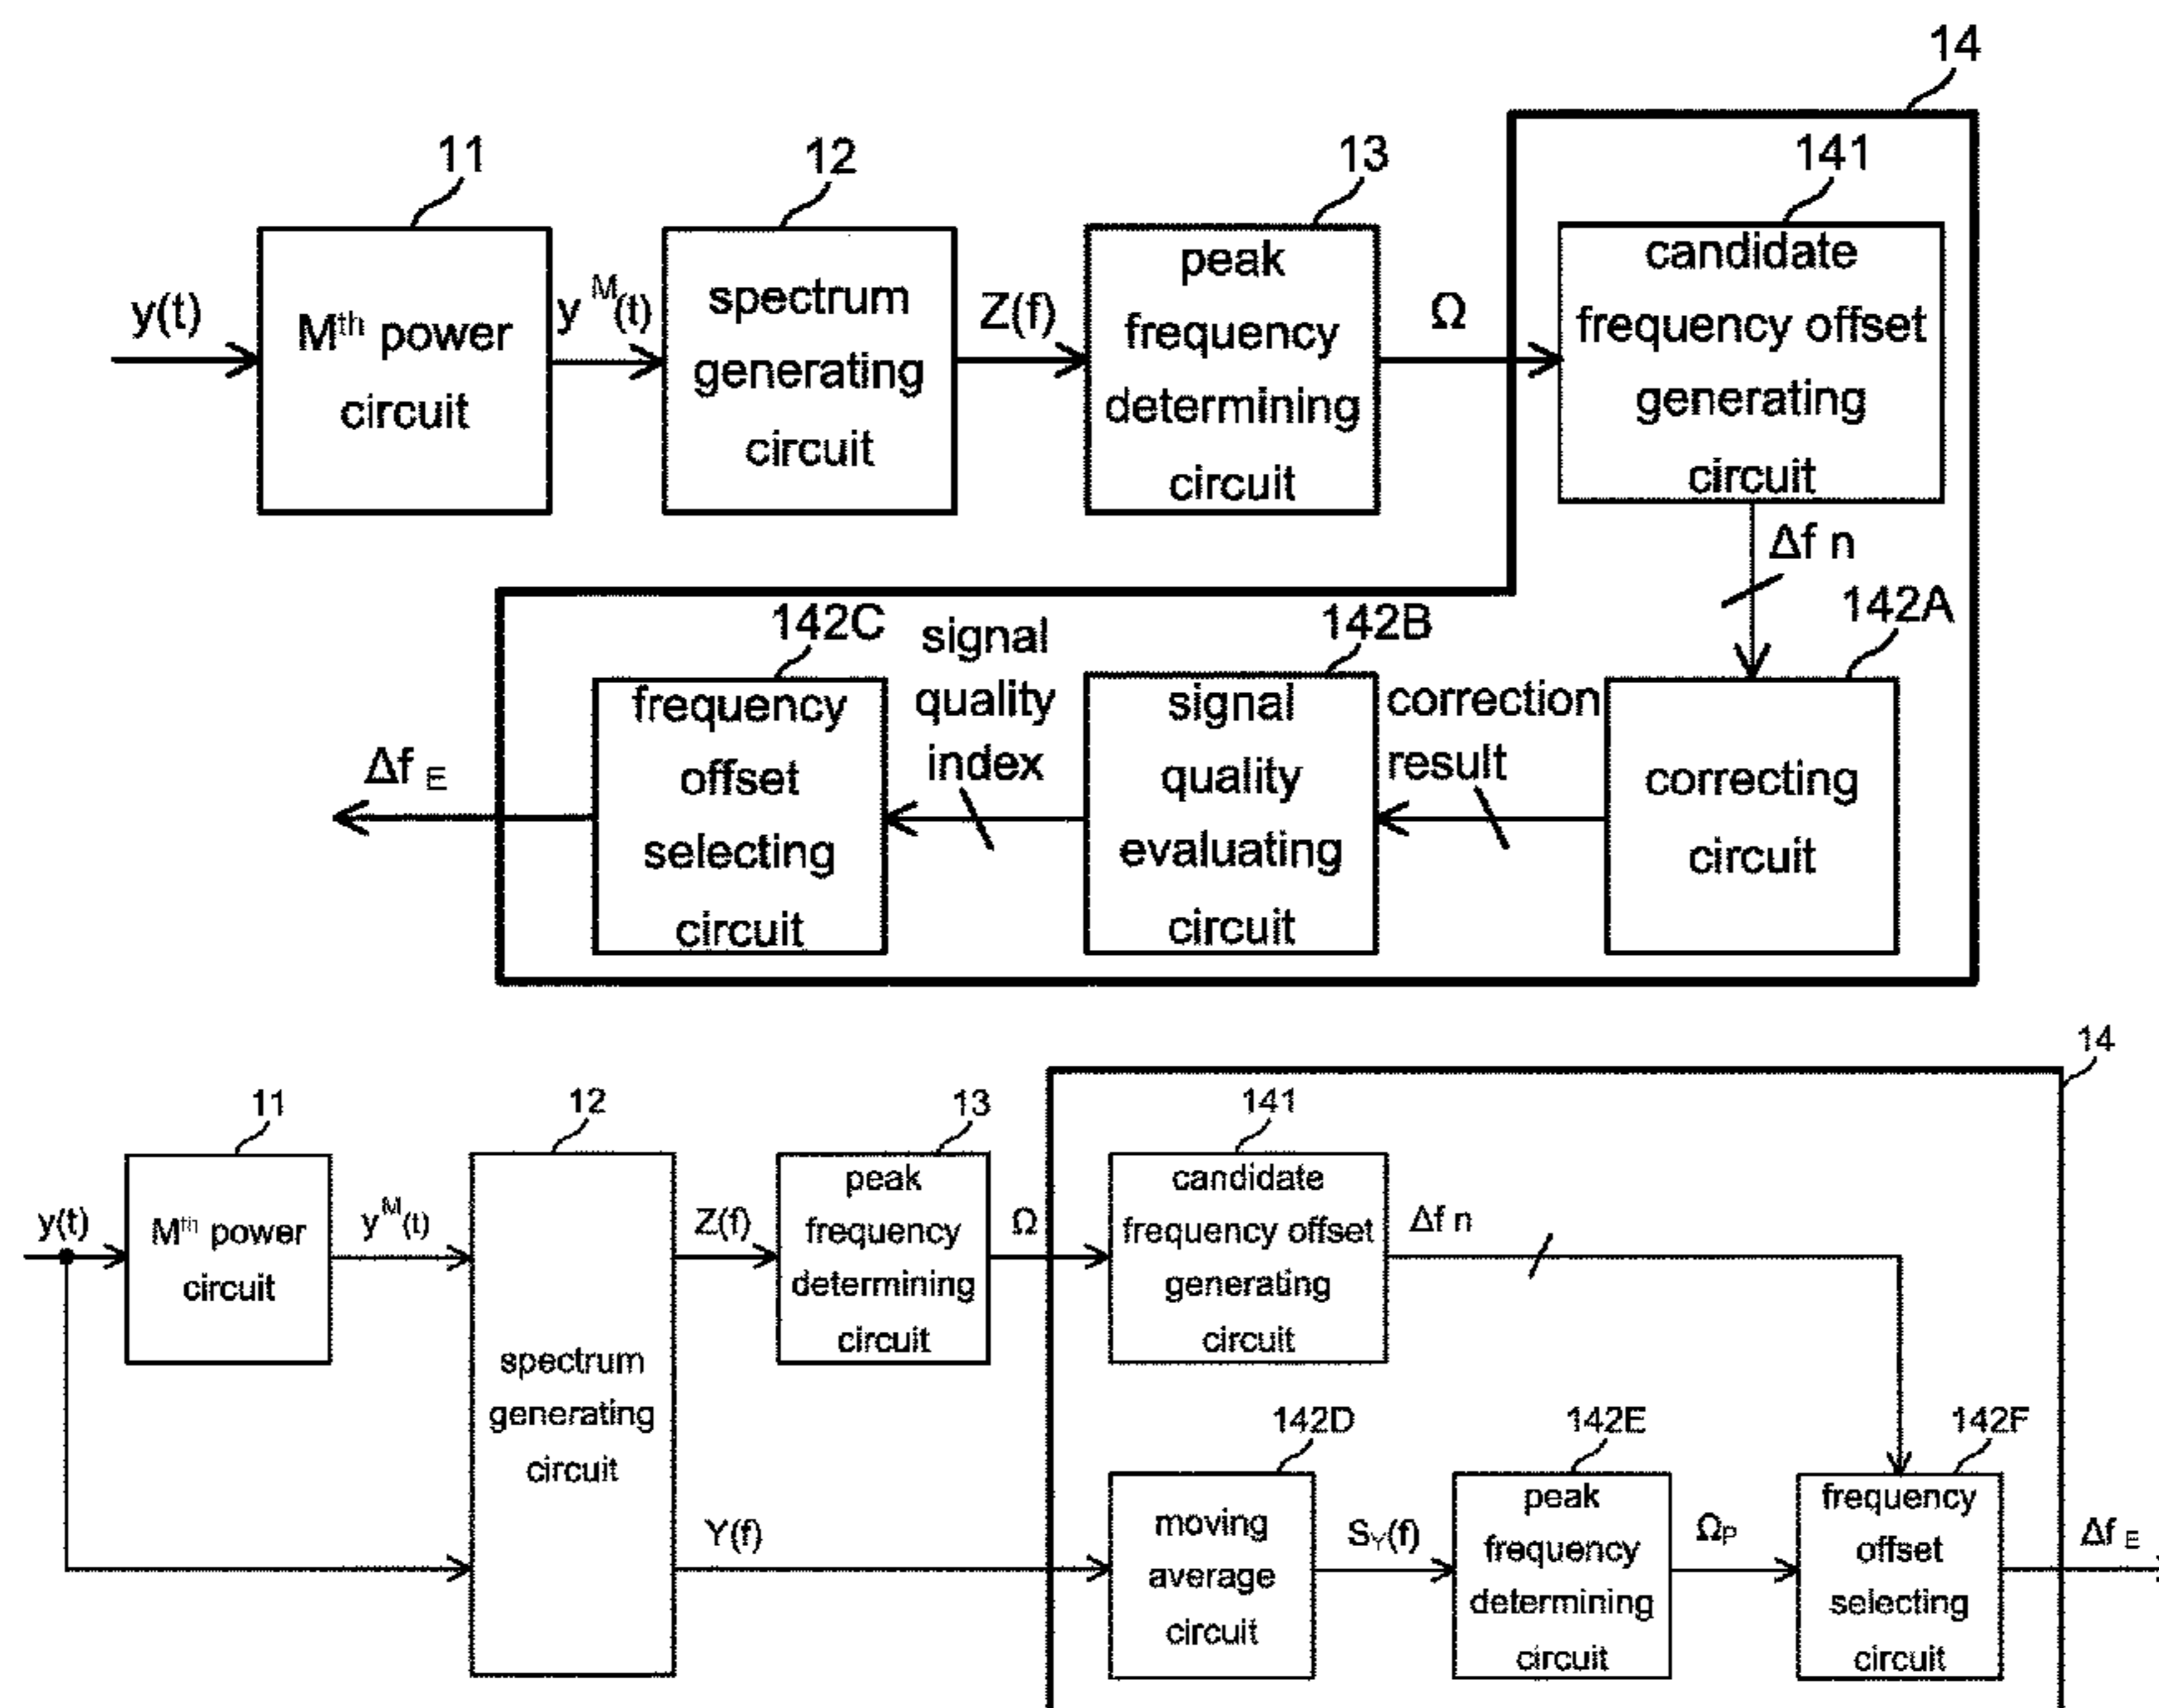 14
11
12
13
141
y(t)
Mth power
circuit
y M(t)
spectrum
generating
circuit
Z(f)
peak
frequency
determining
circuit
Ω
candidate
frequency offset
generating
circuit
Δf n
142A
correcting
circuit
correction
result
142B
signal
quality
evaluating
circuit
signal
quality
index
142C
frequency
offset
selecting
circuit
Δf E
14
11
12
13
141
y(t)
Mth power
circuit
yM(t)
spectrum
generating
circuit
Z(f)
peak
frequency
determining
circuit
Ω
candidate
frequency offset
generating
circuit
Δf n
Y(f)
142D
moving
average
circuit
SY(f)
142E
peak
frequency
determining
circuit
ΩP
142F
frequency
offset
selecting
circuit
Δf E